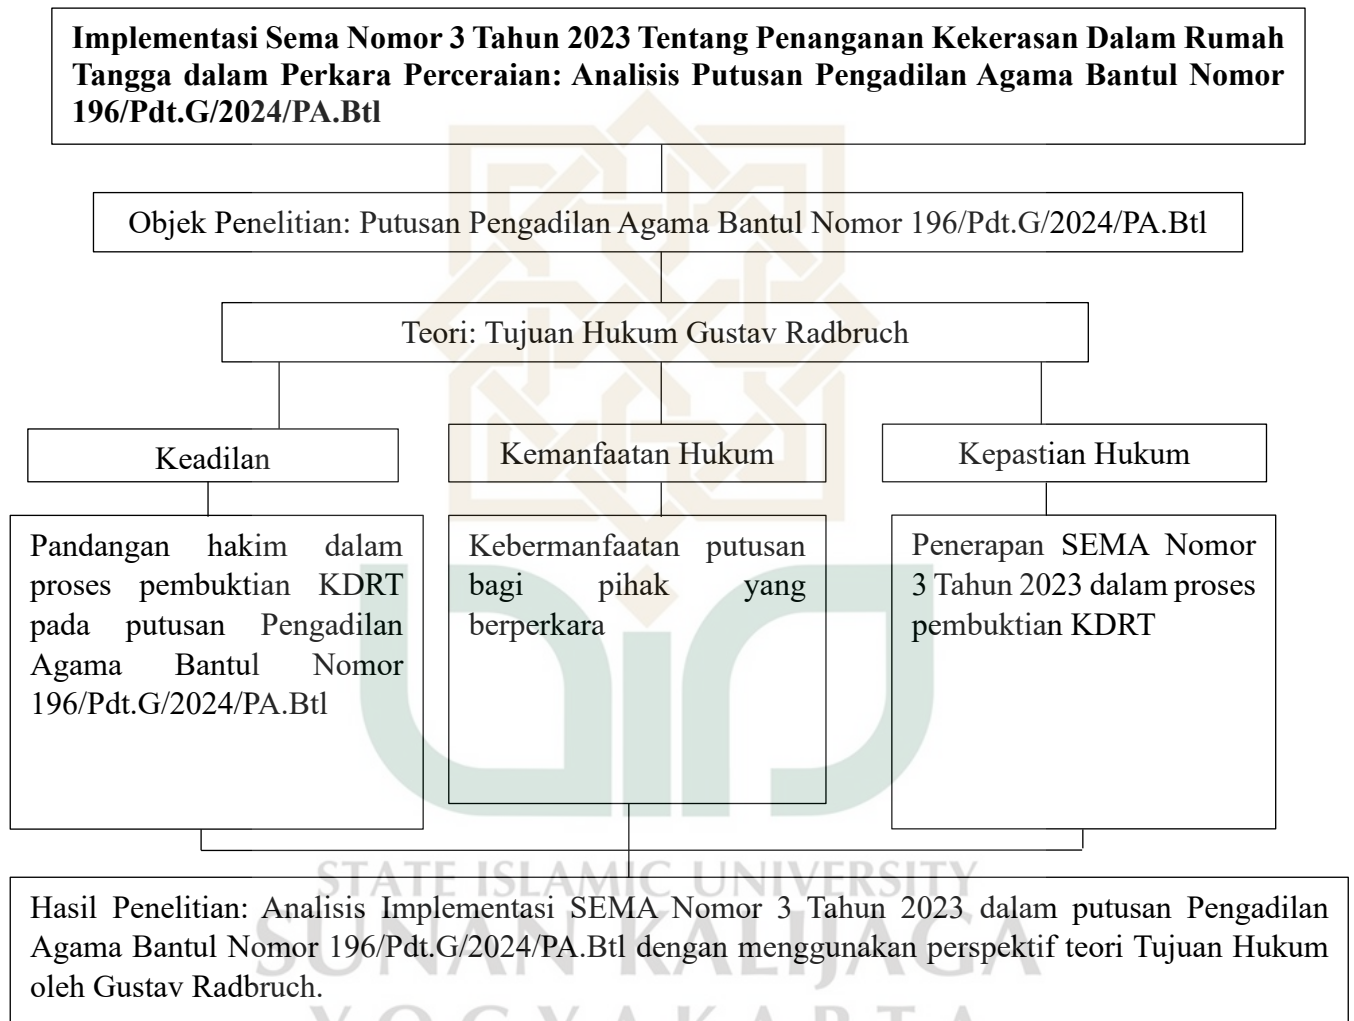 Implementasi Sema Nomor 3 Tahun 2023 Tentang Penanganan Kekerasan Dalam Rumah
Tangga dalam Perkara Perceraian: Analisis Putusan Pengadilan Agama Bantul Nomor
196/Pdt.G/2024/PA.Btl
Objek Penelitian: Putusan Pengadilan Agama Bantul Nomor 196/Pdt.G/2024/PA.Btl
Teori: Tujuan Hukum Gustav Radbruch
Keadilan
Pandangan hakim dalam
proses pembuktian KDRT
pada putusan Pengadilan
Agama Bantul Nomor
196/Pdt.G/2024/PA.Btl
Kemanfaatan Hukum
Kebermanfaatan putusan
bagi pihak yang
berperkara
Kepastian Hukum
Penerapan SEMA Nomor
3 Tahun 2023 dalam proses
pembuktian KDRT
STATE ISLAMIC UNIVERSITY
Hasil Penelitian: Analisis Implementasi SEMA Nomor 3 Tahun 2023 dalam putusan Pengadilan
Agama Bantul Nomor 196/Pdt.G/2024/PA.Btl dengan menggunakan perspektif teori Tujuan Hukum
oleh Gustav Radbruch.
SUNAN KALIJAGA
YOGYAKARTA